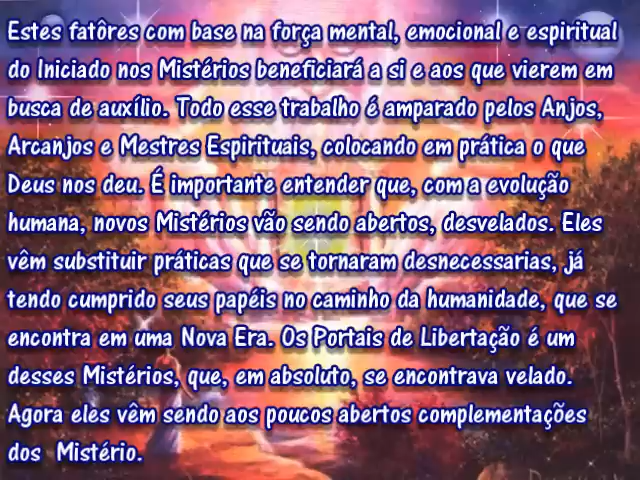 Estes fatôres com base na força mental, emocional e espiritual
do Iniciado nos Mistérios beneficiará a si e aos que vierem em
busca de auxílio. Todo esse trabalho é amparado pelos Anjos,
Arcanjos e Mestres Espirituais, colocando em prática o que
Deus nos deu. É importante entender que, com a evolução
humana, novos Mistérios vão sendo abertos, desvelados. Eles
vêm substituir práticas que se tornaram desnecessarias, já
tendo cumprido seus papéis no caminho da humanidade, que se
encontra em uma Nova Era. Os Portais de Libertação é um
desses Mistérios, que, em absoluto, se encontrava velado.
Agora eles vêm sendo aos poucos abertos complementações
dos Mistério.